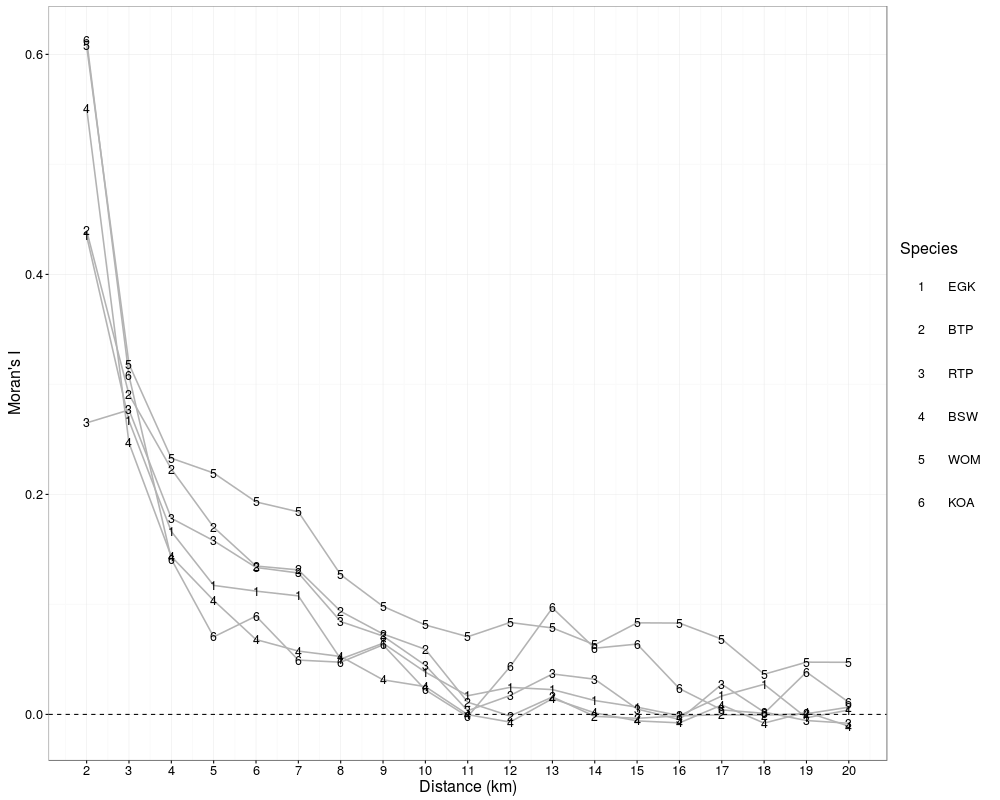 0.6
0.4
0.2
0.0
Moran's I
2 3 4 5 6 7 8 9 10 11 12 13 14 15 16 17 18 19 20
Distance (km)
Species
1 EGK
2 BTP
3 RTP
4 BSW
5 WOM
6 KOA